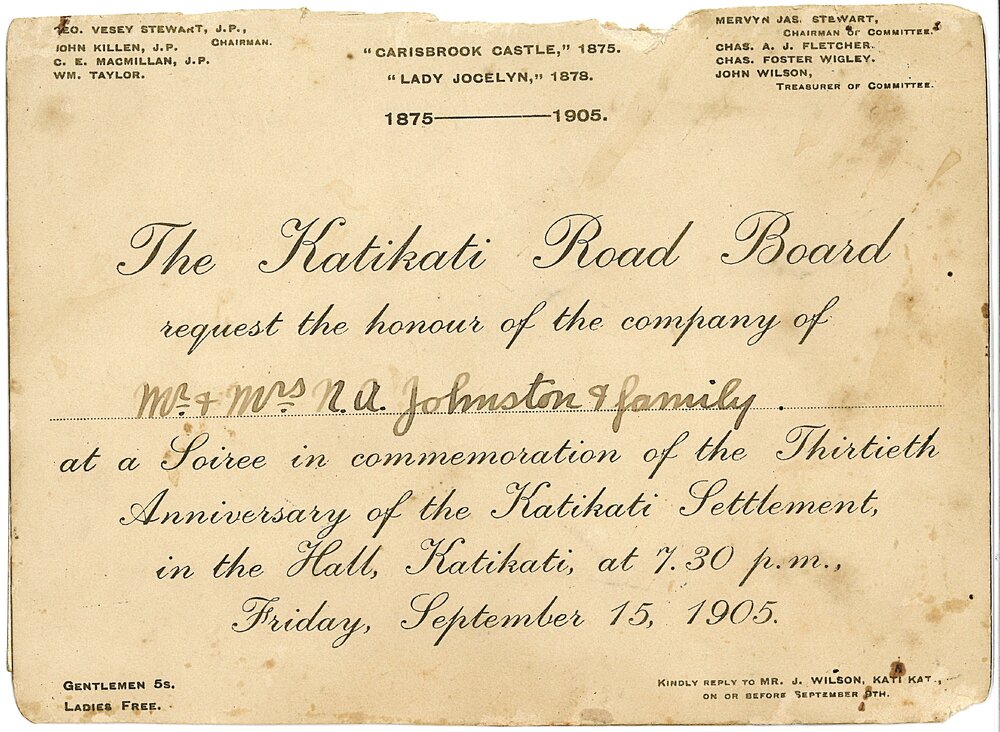 GEO. VESEY STEWART, J.P.,
CHAIRMAN.
JOHN KILLEN, J.P.
C. E. MACMILLAN, J.P.
WM. TAYLOR.
"CARISBROOK CASTLE," 1875.
"LADY JOCELYN," 1878.
1875———1905.
MERVYN JAS. STEWART,
CHAIRMAN OF COMMITTEE.
CHAS. A. J. FLETCHER.
CHAS. FOSTER WIGLEY.
JOHN WILSON,
TREASURER OF COMMITTEE.
The Katikati Road Board
request the honour of the company of
Mr. & Mrs N.A. Johnston & family.
at a Soiree in commemoration of the Thirtieth
Anniversary of the Katikati Settlement,
in the Hall, Katikati, at 7.30 p.m.,
Friday, September 15, 1905.
GENTLEMEN 5s.
LADIES FREE.
KINDLY REPLY TO MR. J. WILSON, KATI KAT.,
ON OR BEFORE SEPTEMBER 9TH.